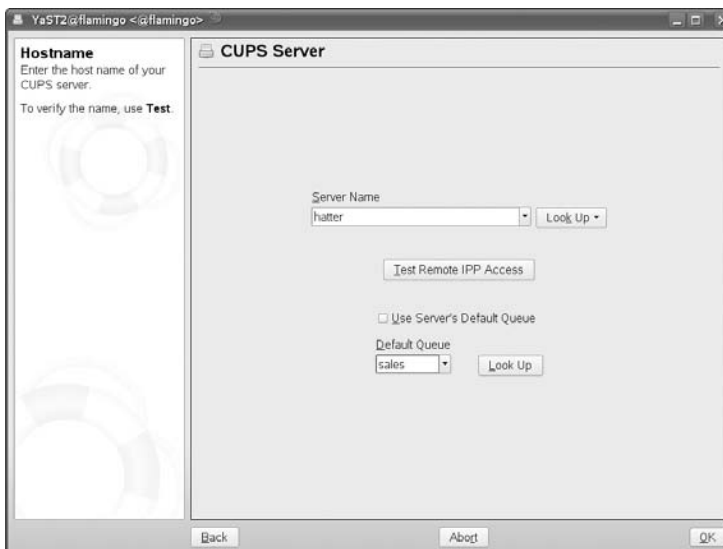 YaST2@flamingo <@flamingo>
Hostname
Enter the host name of your
CUPS server.
To verify the name, use Test.
CUPS Server
Server Name
hatter
Look Up
Test Remote IPP Access
Use Server's Default Queue
Default Queue
sales
Look Up
Back
Abort
OK